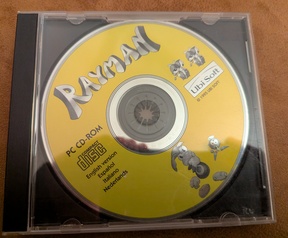 RAYMAN
Ubi Soft
PC CD-ROM
COMPACT
disc
English version
Español
Italiano
Nederlands